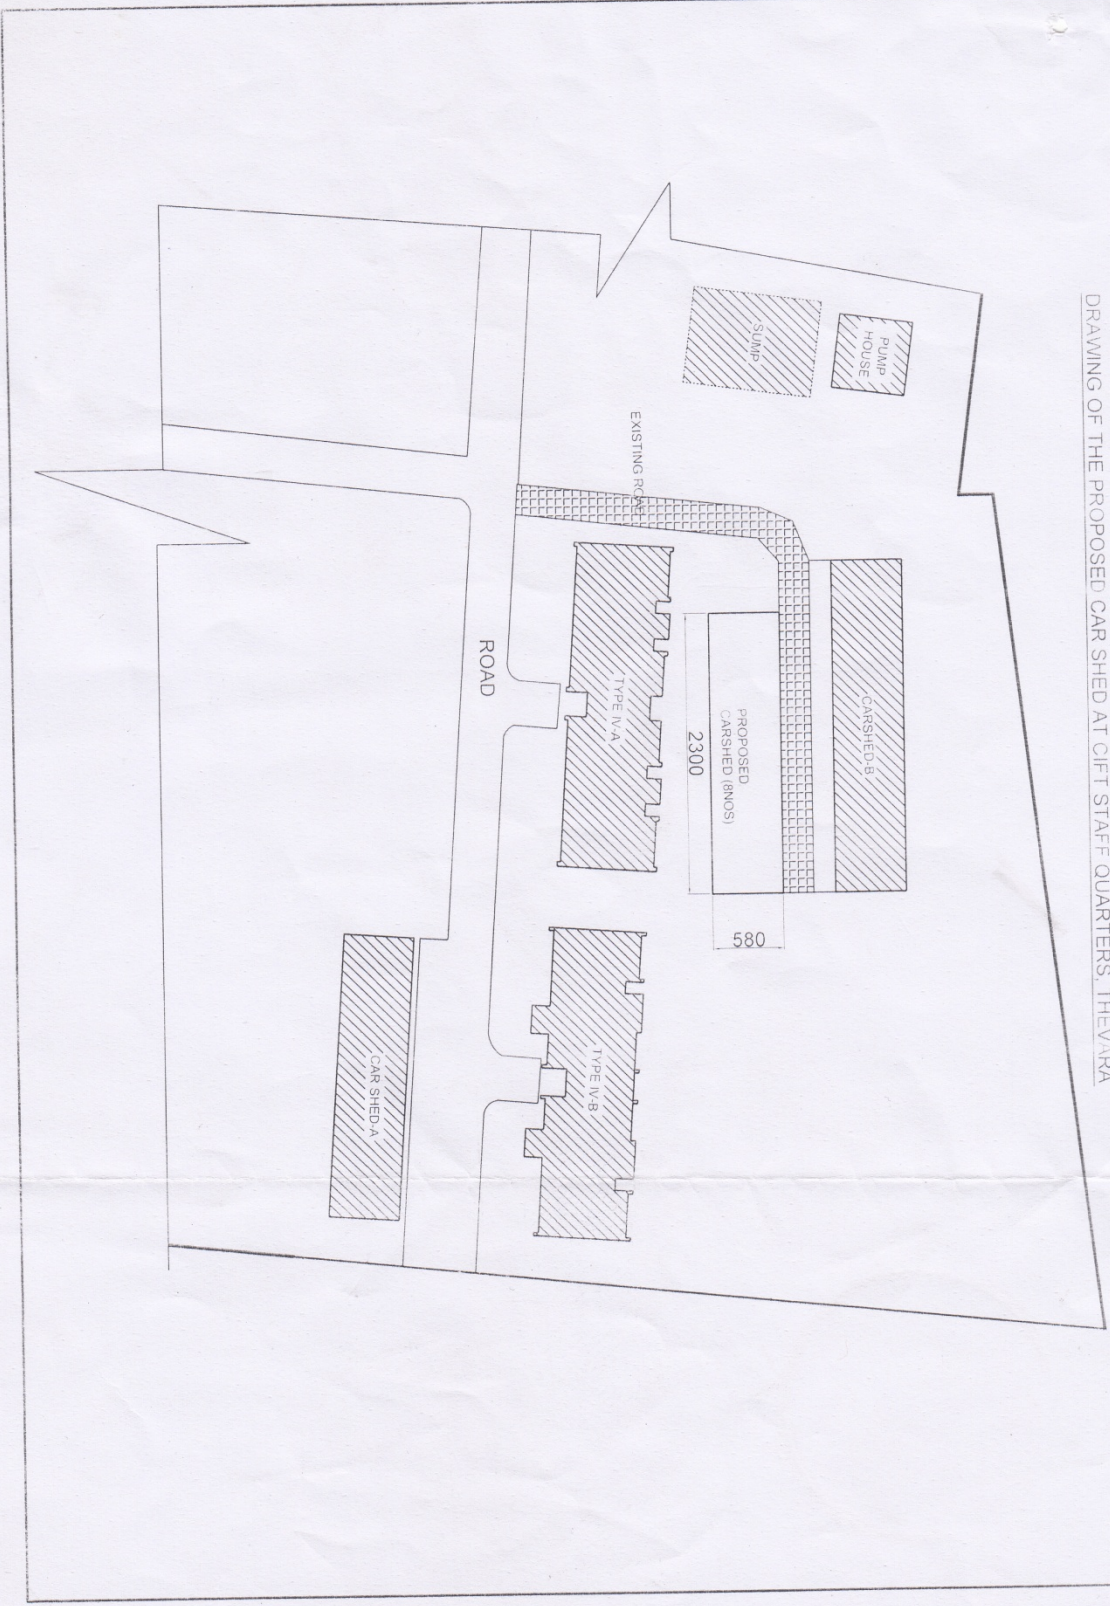 DRAWING OF THE PROPOSED CAR SHED AT CIFT STAFF QUARTERS, THEVARA
PUMP
HOUSE
SUMP
EXISTING ROAD
CARSHED-B
PROPOSED
CARSHED (8NOS)
2300
580
TYPE IV-A
TYPE IV-B
ROAD
CAR SHED-A